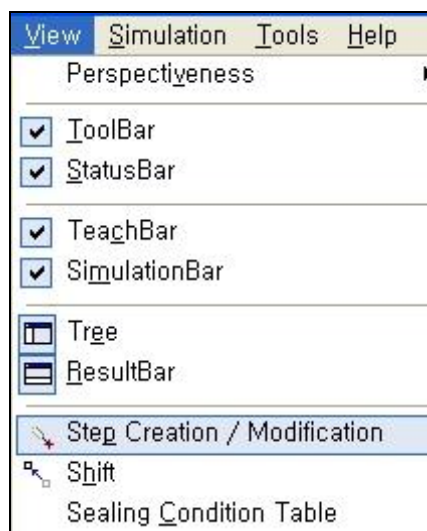 View Simulation Tools Help
Perspectiveness
ToolBar
StatusBar
TeachBar
SimulationBar
Tree
ResultBar
Step Creation / Modification
Shift
Sealing Condition Table